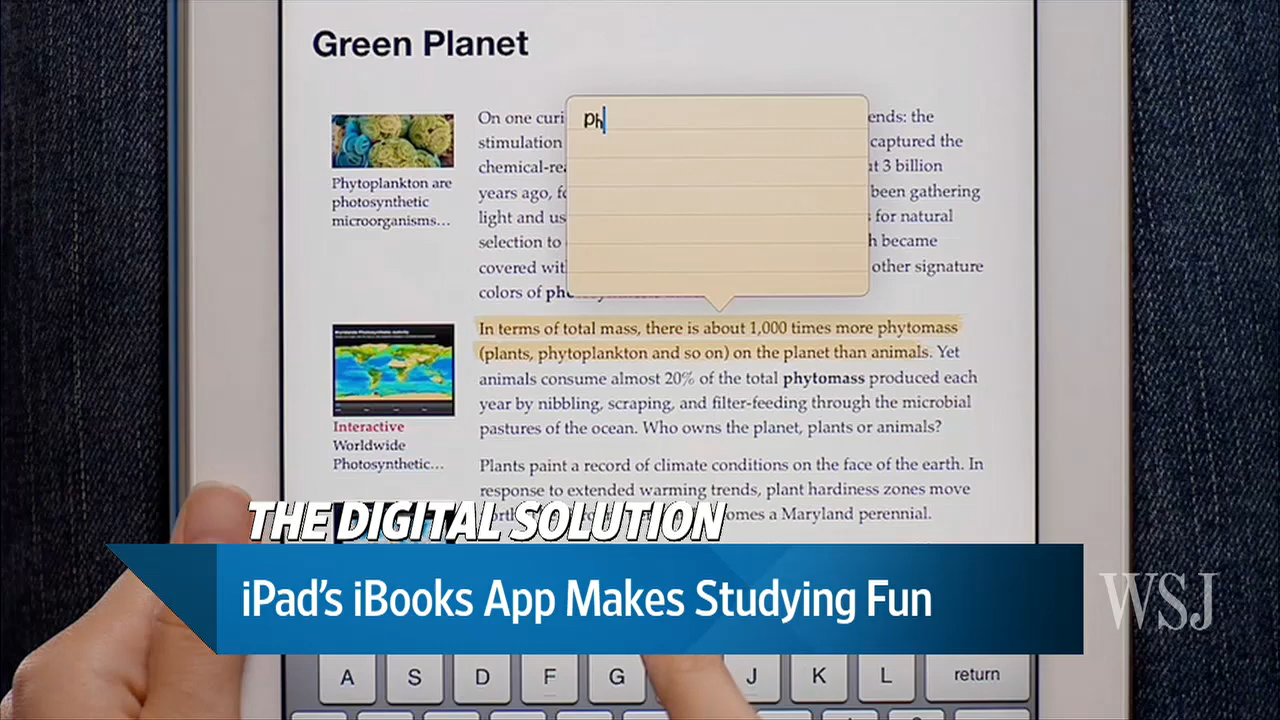 Green Planet
Ph
On one curi ends: the
stimulation captured the
chemical-rea at 3 billion
years ago, fo been gathering
light and us for natural
selection to h became
covered wit other signature
colors of
Phytoplankton are
photosynthetic
microorganisms...
In terms of total mass, there is about 1,000 times more phytomass
(plants, phytoplankton and so on) on the planet than animals. Yet
animals consume almost 20% of the total phytomass produced each
year by nibbling, scraping, and filter-feeding through the microbial
pastures of the ocean. Who owns the planet, plants or animals?
Interactive
Worldwide
Photosynthetic...
Plants paint a record of climate conditions on the face of the earth. In
response to extended warming trends, plant hardiness zones move
omes a Maryland perennial.
THE DIGITAL SOLUTION
iPad's iBooks App Makes Studying Fun
WSJ
A S D F G J K L return